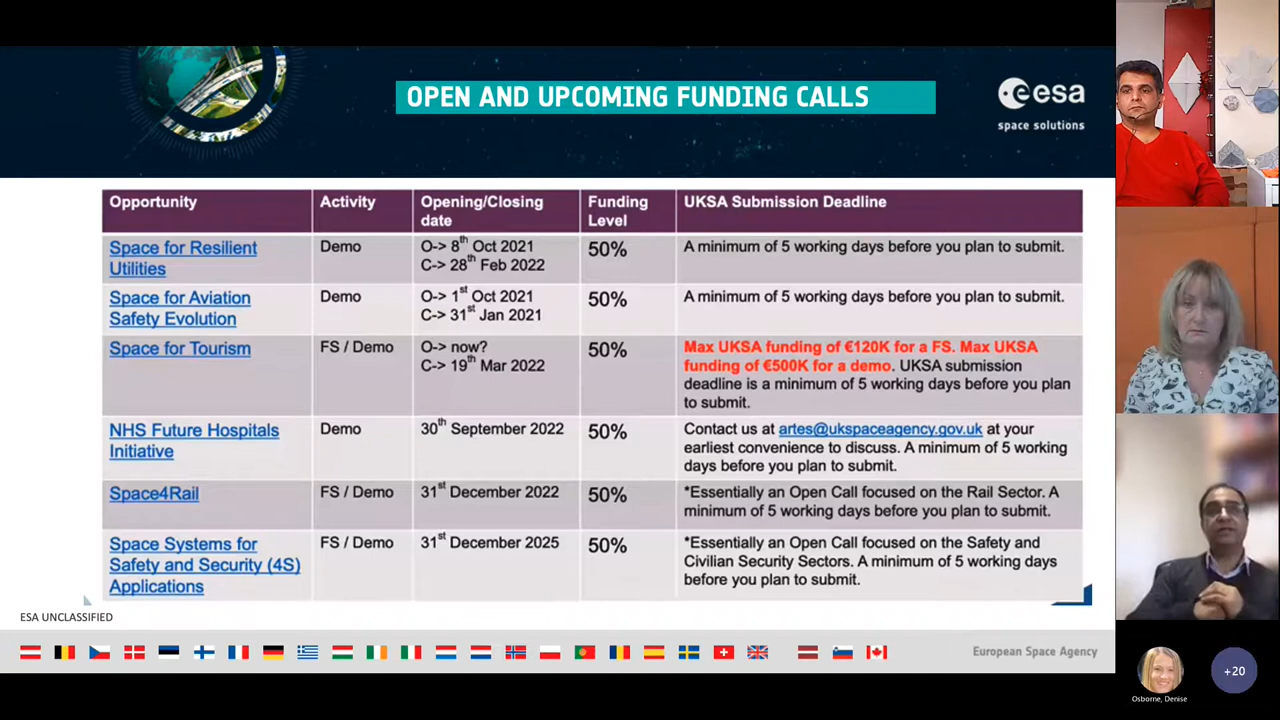 OPEN AND UPCOMING FUNDING CALLS
esa
space solutions
Opportunity
Activity
Opening/Closing
date
Funding
Level
UKSA Submission Deadline
Space for Resilient
Utilities
Demo
O-> 8th Oct 2021
C-> 28th Feb 2022
50%
A minimum of 5 working days before you plan to submit.
Space for Aviation
Safety Evolution
Demo
O-> 1st Oct 2021
C-> 31st Jan 2021
50%
A minimum of 5 working days before you plan to submit.
Space for Tourism
FS / Demo
O-> now?
C-> 19th Mar 2022
50%
Max UKSA funding of €120K for a FS. Max UKSA
funding of €500K for a demo. UKSA submission
deadline is a minimum of 5 working days before you plan
to submit.
NHS Future Hospitals
Initiative
Demo
30th September 2022
50%
Contact us at artes@ukspaceagency.gov.uk at your
earliest convenience to discuss. A minimum of 5 working
days before you plan to submit.
Space4Rail
FS / Demo
31st December 2022
50%
*Essentially an Open Call focused on the Rail Sector. A
minimum of 5 working days before you plan to submit.
Space Systems for
Safety and Security (4S)
Applications
FS / Demo
31st December 2025
50%
*Essentially an Open Call focused on the Safety and
Civilian Security Sectors. A minimum of 5 working days
before you plan to submit.
ESA UNCLASSIFIED
European Space Agency
Osborne, Denise
+20